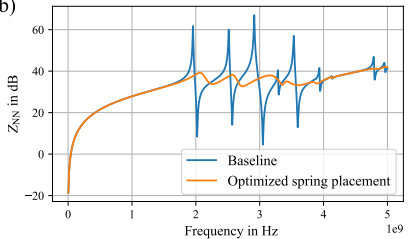 b)
60
40
20
0
−20
Z_NN in dB
Baseline
Optimized spring placement
0 1 2 3 4 5
1e9
Frequency in Hz